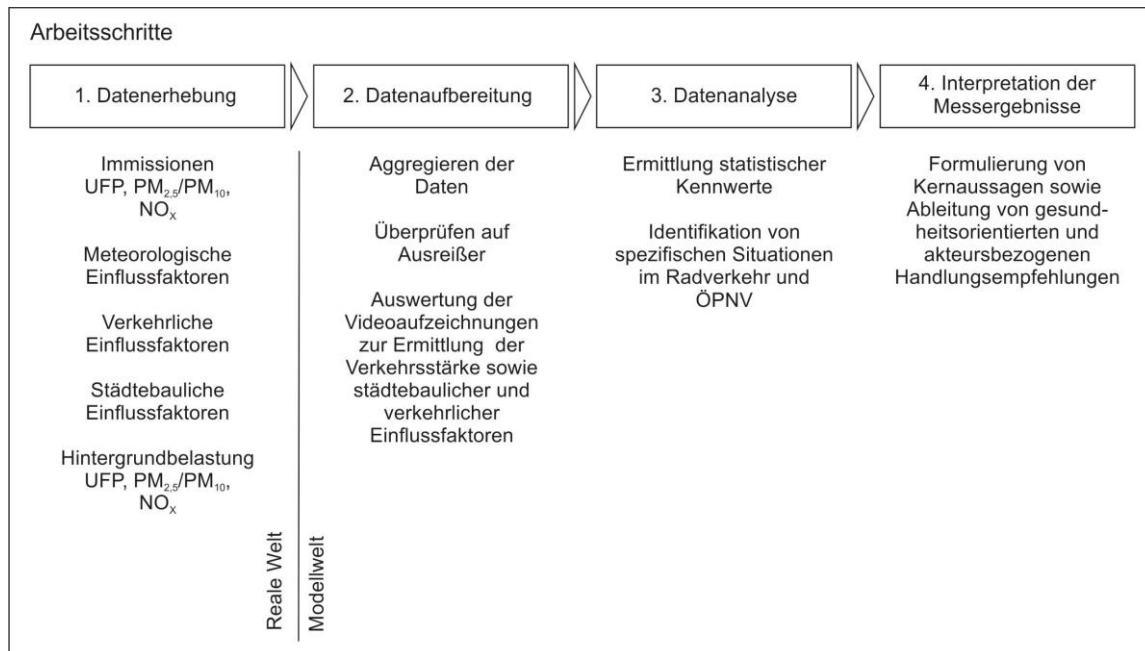 Arbeitsschritte
1. Datenerhebung
Immissionen
UFP, PM2,5/PM10,
NOX
Meteorologische
Einflussfaktoren
Verkehrliche
Einflussfaktoren
Städtebauliche
Einflussfaktoren
Hintergrundbelastung
UFP, PM2,5/PM10,
NOX
Reale Welt
Modellwelt
2. Datenaufbereitung
Aggregieren der
Daten
Überprüfen auf
Ausreißer
Auswertung der
Videoaufzeichnungen
zur Ermittlung der
Verkehrsstärke sowie
städtebaulicher und
verkehrlicher
Einflussfaktoren
3. Datenanalyse
Ermittlung statistischer
Kennwerte
Identifikation von
spezifischen Situationen
im Radverkehr und
ÖPNV
4. Interpretation der
Messergebnisse
Formulierung von
Kernaussagen sowie
Ableitung von gesund-
heitsorientierten und
akteursbezogenen
Handlungsempfehlungen